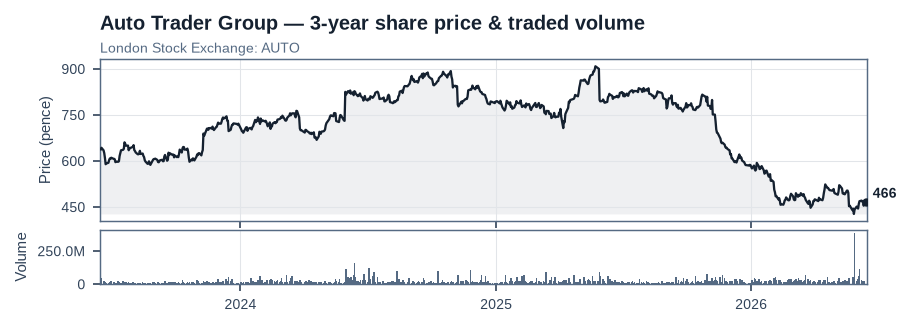 Auto Trader Group — 3-year share price & traded volume
London Stock Exchange: AUTO
Price (pence)
900
750
600
450
466
Volume
250.0M
0
2024
2025
2026